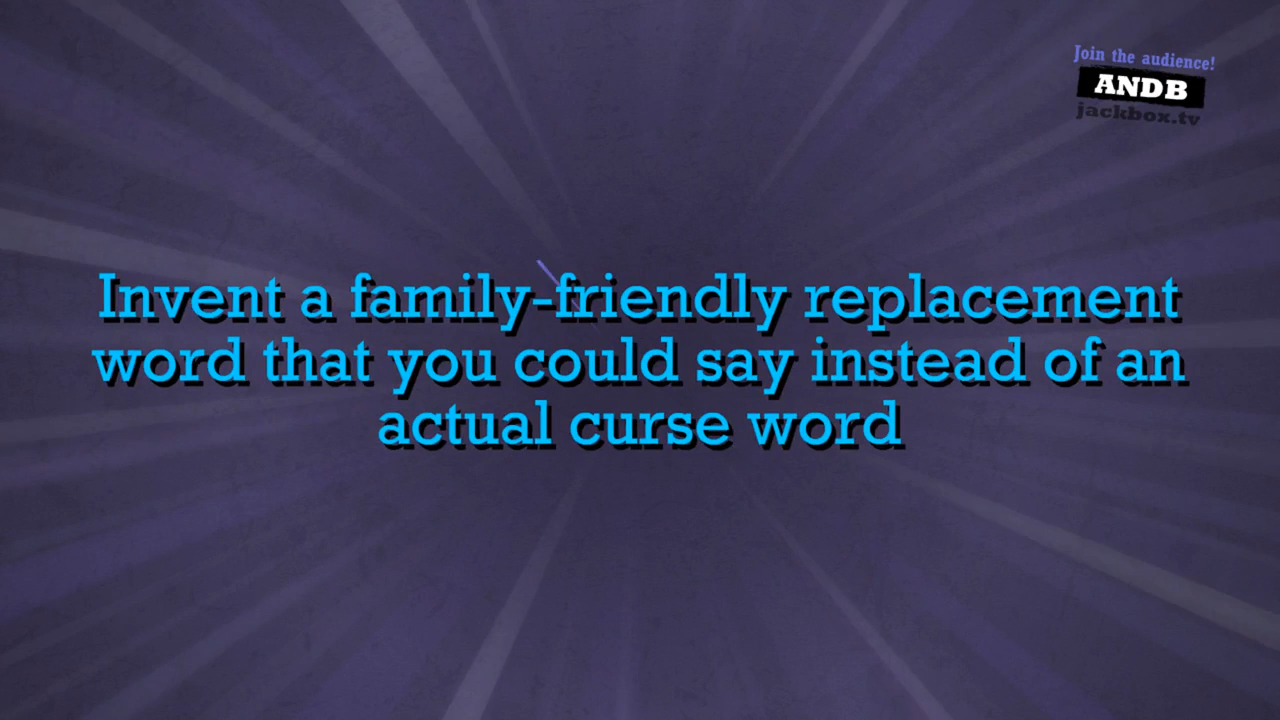 Join the audience!
ANDB
jackbox.tv
Invent a family-friendly replacement
word that you could say instead of an
actual curse word